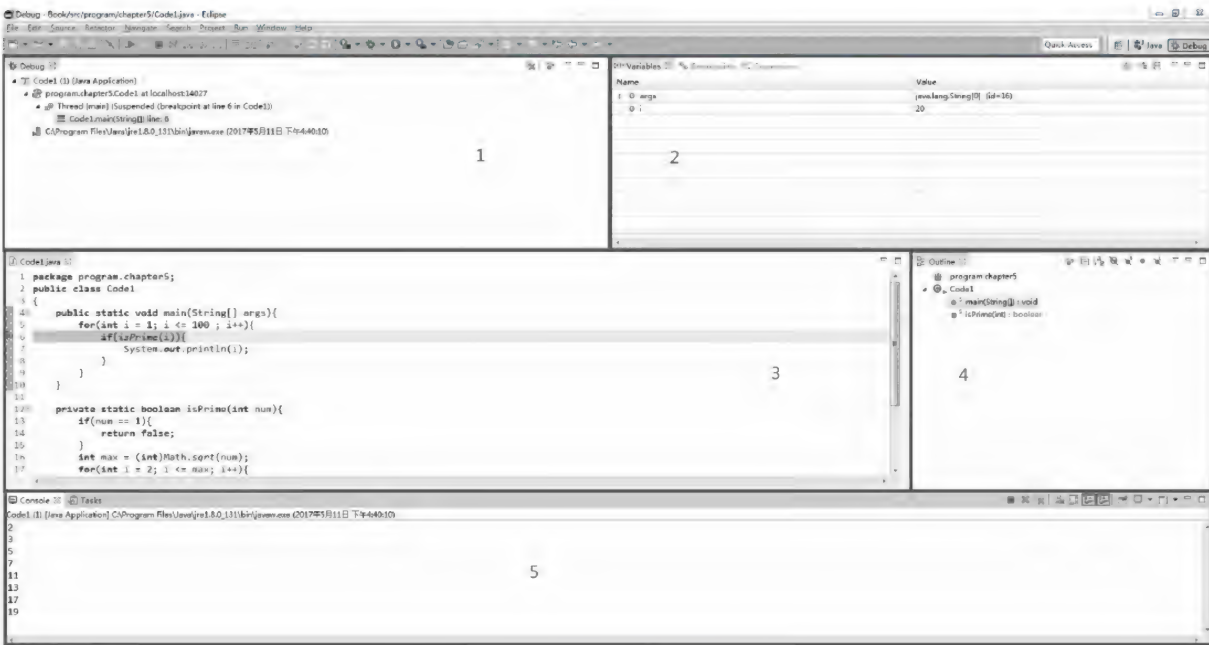 Debug - Book/src/program/chapter5/Code1.java - Eclipse
File Edit Source Refactor Navigate Search Project Run Window Help
Quick Access Java Debug
Debug
Code1 (1) [Java Application]
program.chapter5.Code1 at localhost:14027
Thread [main] (Suspended (breakpoint at line 6 in Code1))
Code1.main(String[]) line: 6
C:\Program Files\Java\jre1.8.0_131\bin\javaw.exe (2017年5月11日 下午4:40:10)
1
Variables
Name Value
args java.lang.String[0] (id=16)
i 20
2
Code1.java
1 package program.chapter5;
2 public class Code1
3 {
4 public static void main(String[] args){
5 for(int i = 1; i <= 100 ; i++){
6 if(isPrime(i)){
7 System.out.println(i);
8 }
9 }
10 }
11
12 private static boolean isPrime(int num){
13 if(num == 1){
14 return false;
15 }
16 int max = (int)Math.sqrt(num);
17 for(int i = 2; i <= max; i++){
3
Outline
program.chapter5
Code1
main(String[]) : void
isPrime(int) : boolean
4
Console Tasks
Code1 (1) [Java Application] C:\Program Files\Java\jre1.8.0_131\bin\javaw.exe (2017年5月11日 下午4:40:10)
2
3
5
7
11
13
17
19
5